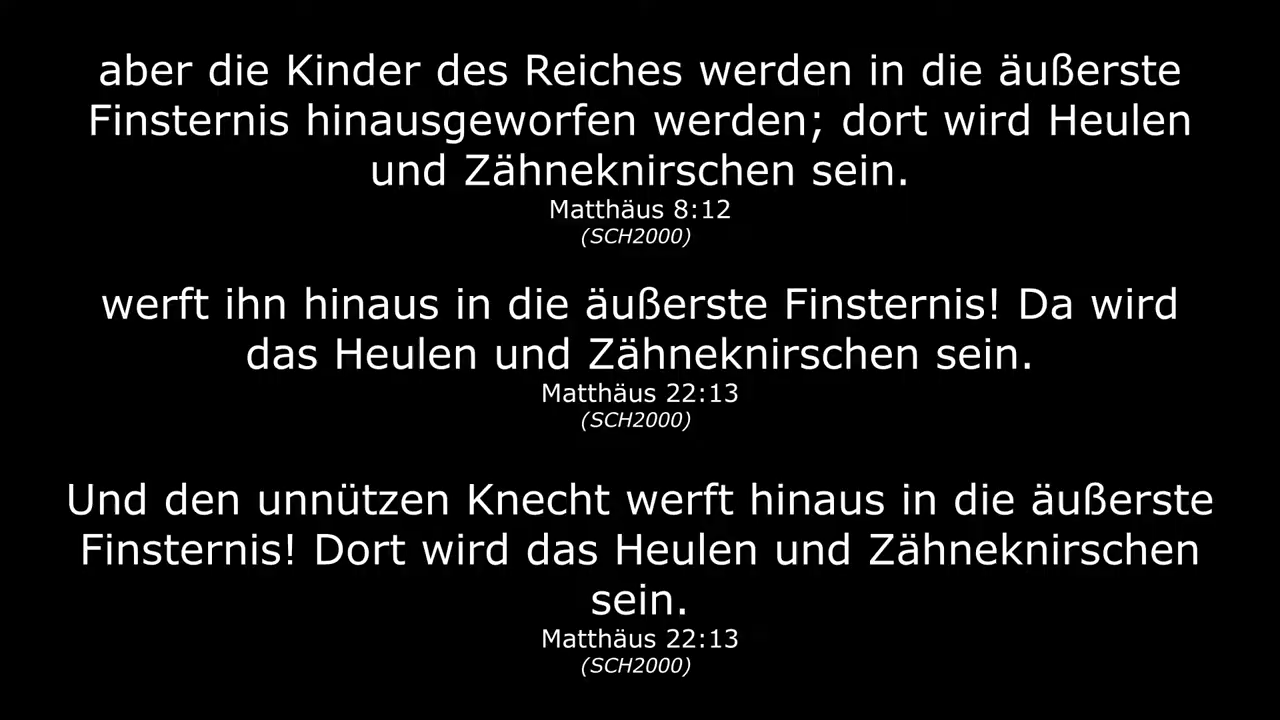 aber die Kinder des Reiches werden in die äußerste
Finsternis hinausgeworfen werden; dort wird Heulen
und Zähneknirschen sein.
Matthäus 8:12
(SCH2000)
werft ihn hinaus in die äußerste Finsternis! Da wird
das Heulen und Zähneknirschen sein.
Matthäus 22:13
(SCH2000)
Und den unnützen Knecht werft hinaus in die äußerste
Finsternis! Dort wird das Heulen und Zähneknirschen
sein.
Matthäus 22:13
(SCH2000)